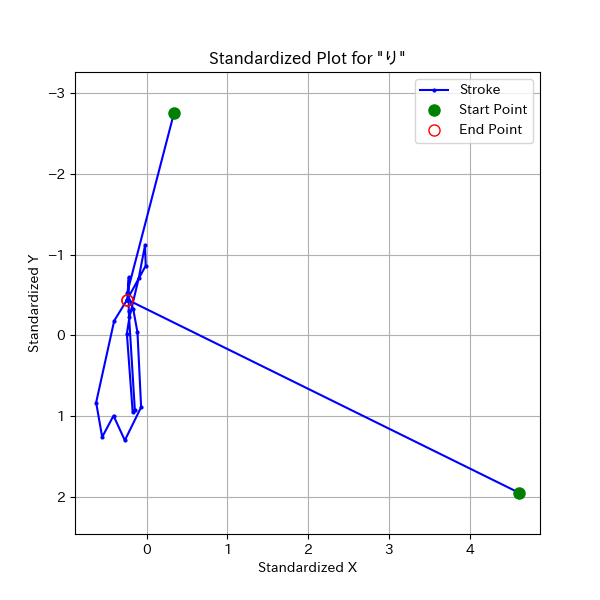 Standardized Plot for "り"
Stroke
Start Point
End Point
−3
−2
−1
0
1
2
Standardized Y
0 1 2 3 4
Standardized X